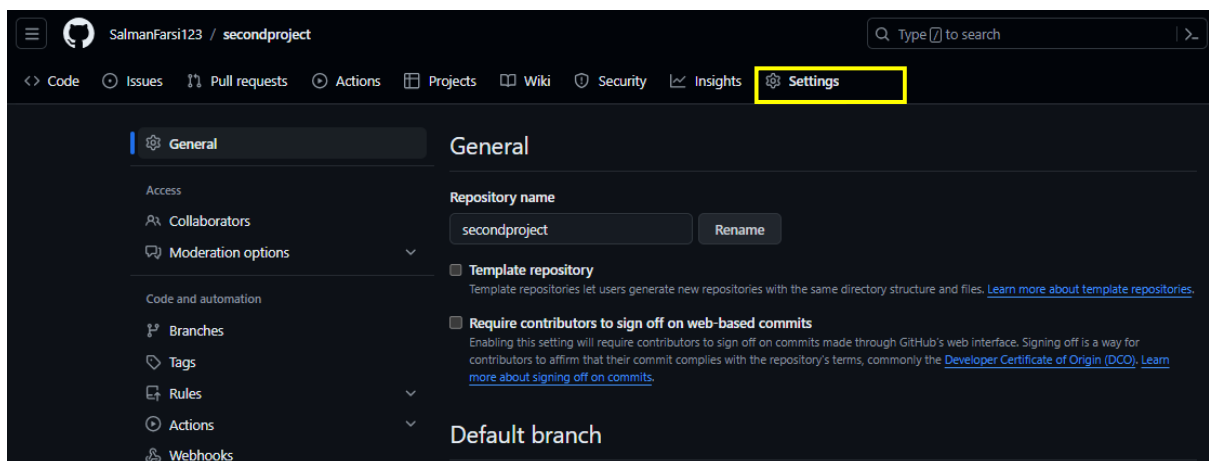 SalmanFarsi123 / secondproject
Type / to search
Code Issues Pull requests Actions Projects Wiki Security Insights Settings
General
Access
Collaborators
Moderation options
Code and automation
Branches
Tags
Rules
Actions
Webhooks
General
Repository name
secondproject Rename
Template repository
Template repositories let users generate new repositories with the same directory structure and files. Learn more about template repositories.
Require contributors to sign off on web-based commits
Enabling this setting will require contributors to sign off on commits made through GitHub's web interface. Signing off is a way for
contributors to affirm that their commit complies with the repository's terms, commonly the Developer Certificate of Origin (DCO). Learn
more about signing off on commits.
Default branch